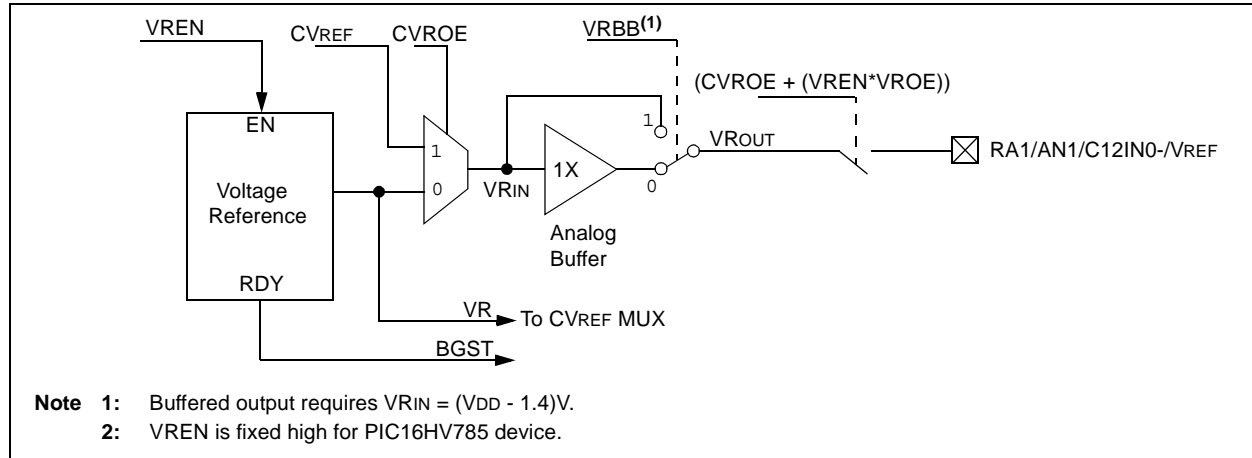 VREN
CVREF
CVROE
VRBB(1)
(CVROE + (VREN*VROE))
EN
1
0
Voltage
Reference
RDY
VRIN
1X
Analog
Buffer
1
0
VROUT
RA1/AN1/C12IN0-/VREF
VR
To CVREF MUX
BGST
Note 1: Buffered output requires VRIN = (VDD - 1.4)V.
2: VREN is fixed high for PIC16HV785 device.